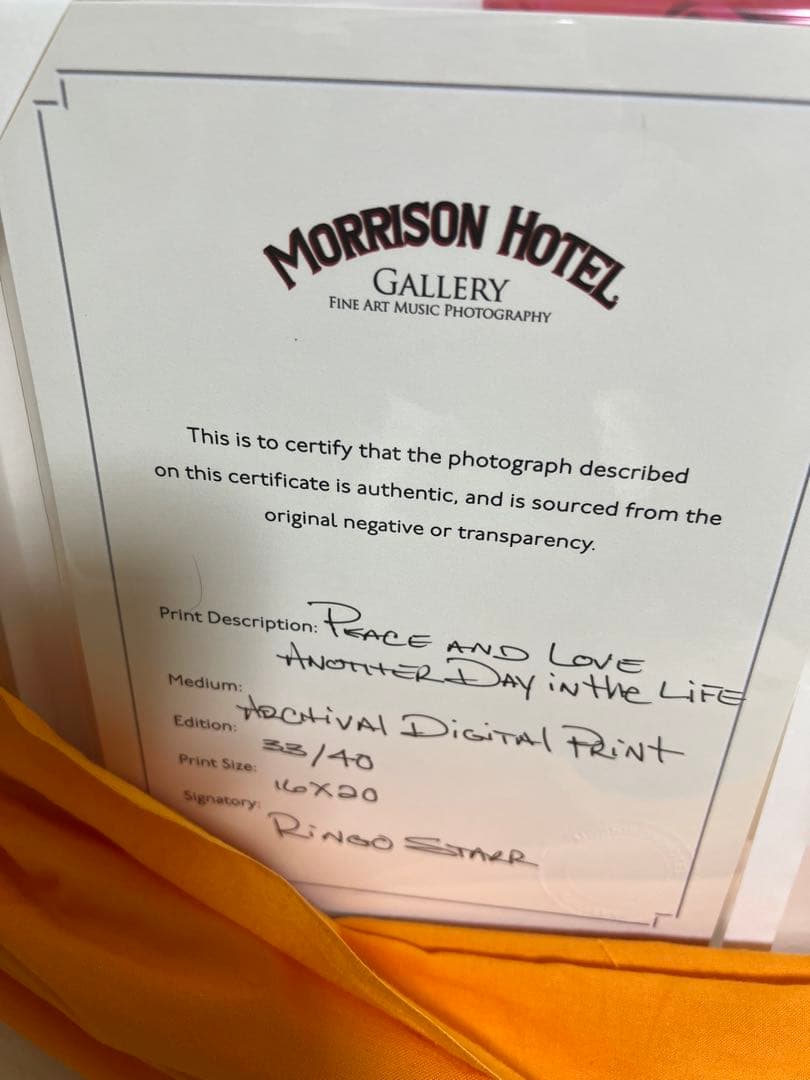 MORRISON HOTEL
GALLERY
FINE ART MUSIC PHOTOGRAPHY
This is to certify that the photograph described
on this certificate is authentic, and is sourced from the
original negative or transparency.
Print Description: PEACE AND LOVE
ANOTHER DAY in the LiFE
Medium: ARCHIVAl DiGiTAl PRiNt
Edition: 33/40
Print Size: 16X20
Signatory: RiNGO STARR